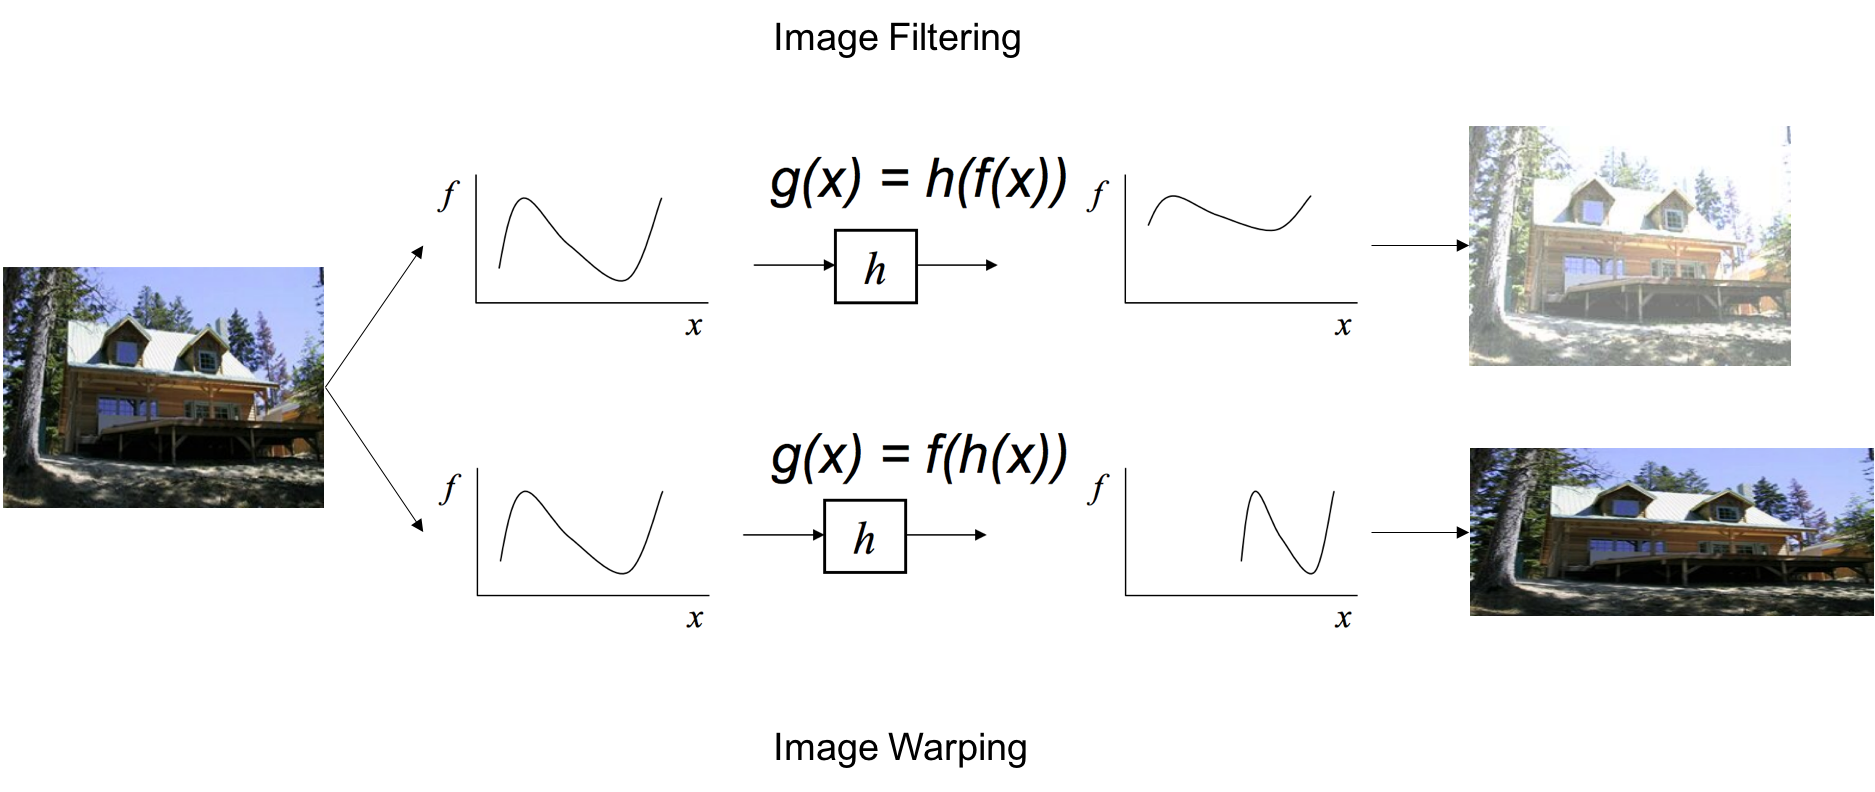 Image Filtering
g(x) = h(f(x))
f
x
h
f
x
g(x) = f(h(x))
f
x
h
f
x
Image Warping